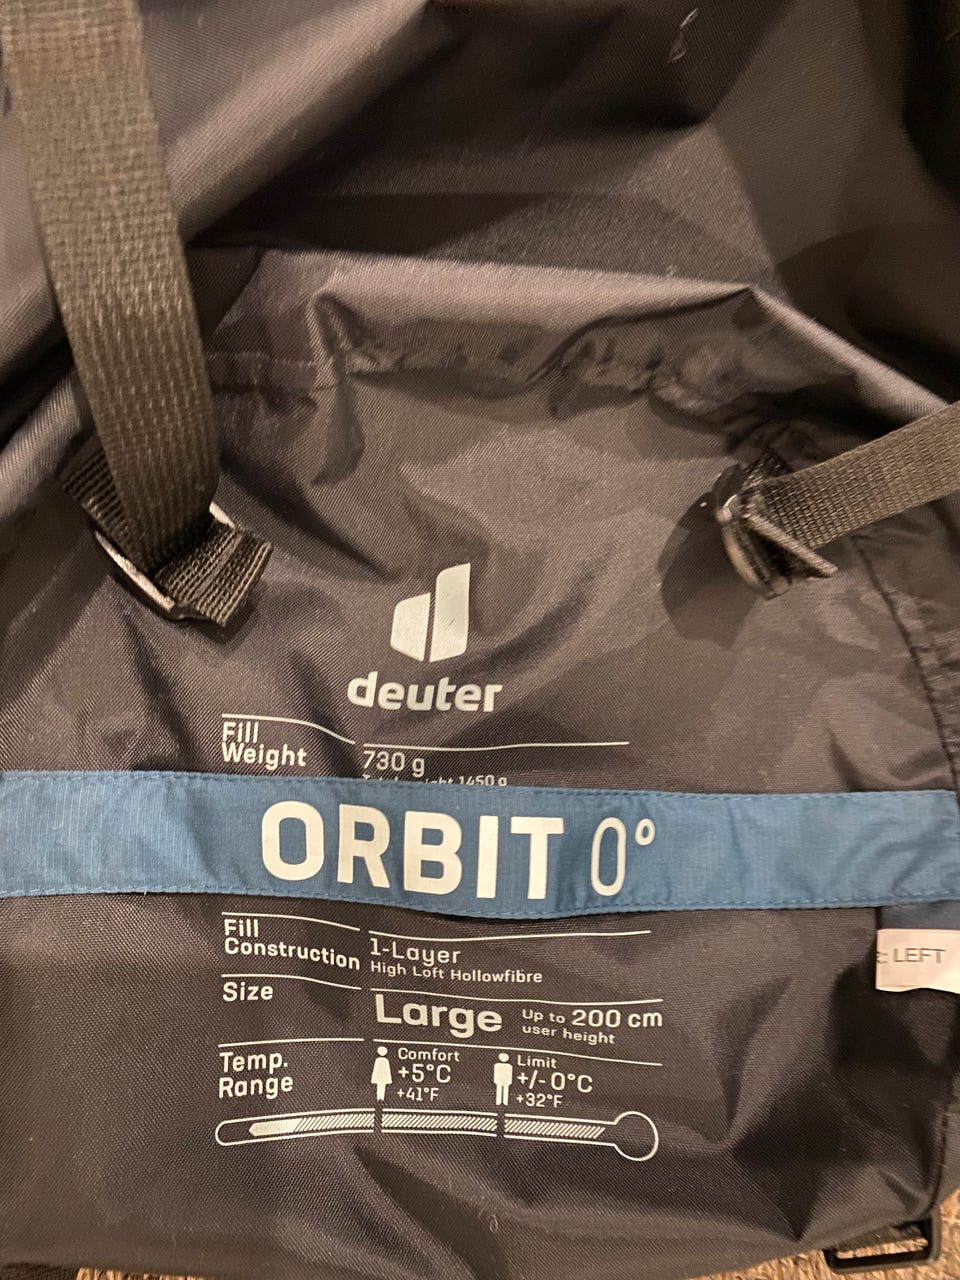 deuter
Fill
Weight
730 g
1450 g
ORBIT 0°
Fill
Construction
1-Layer
High Loft Hollowfibre
: LEFT
Size
Large
Up to 200 cm
user height
Temp.
Range
Comfort
+5°C
+41°F
Limit
+/-0°C
+32°F